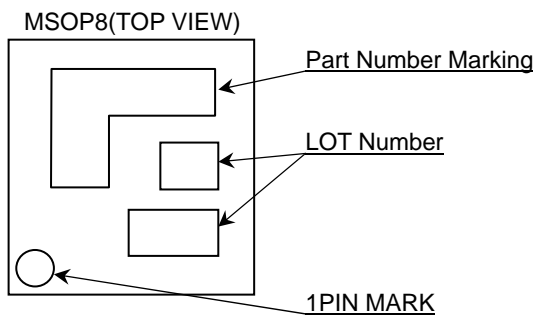 MSOP8(TOP VIEW)
Part Number Marking
LOT Number
1PIN MARK